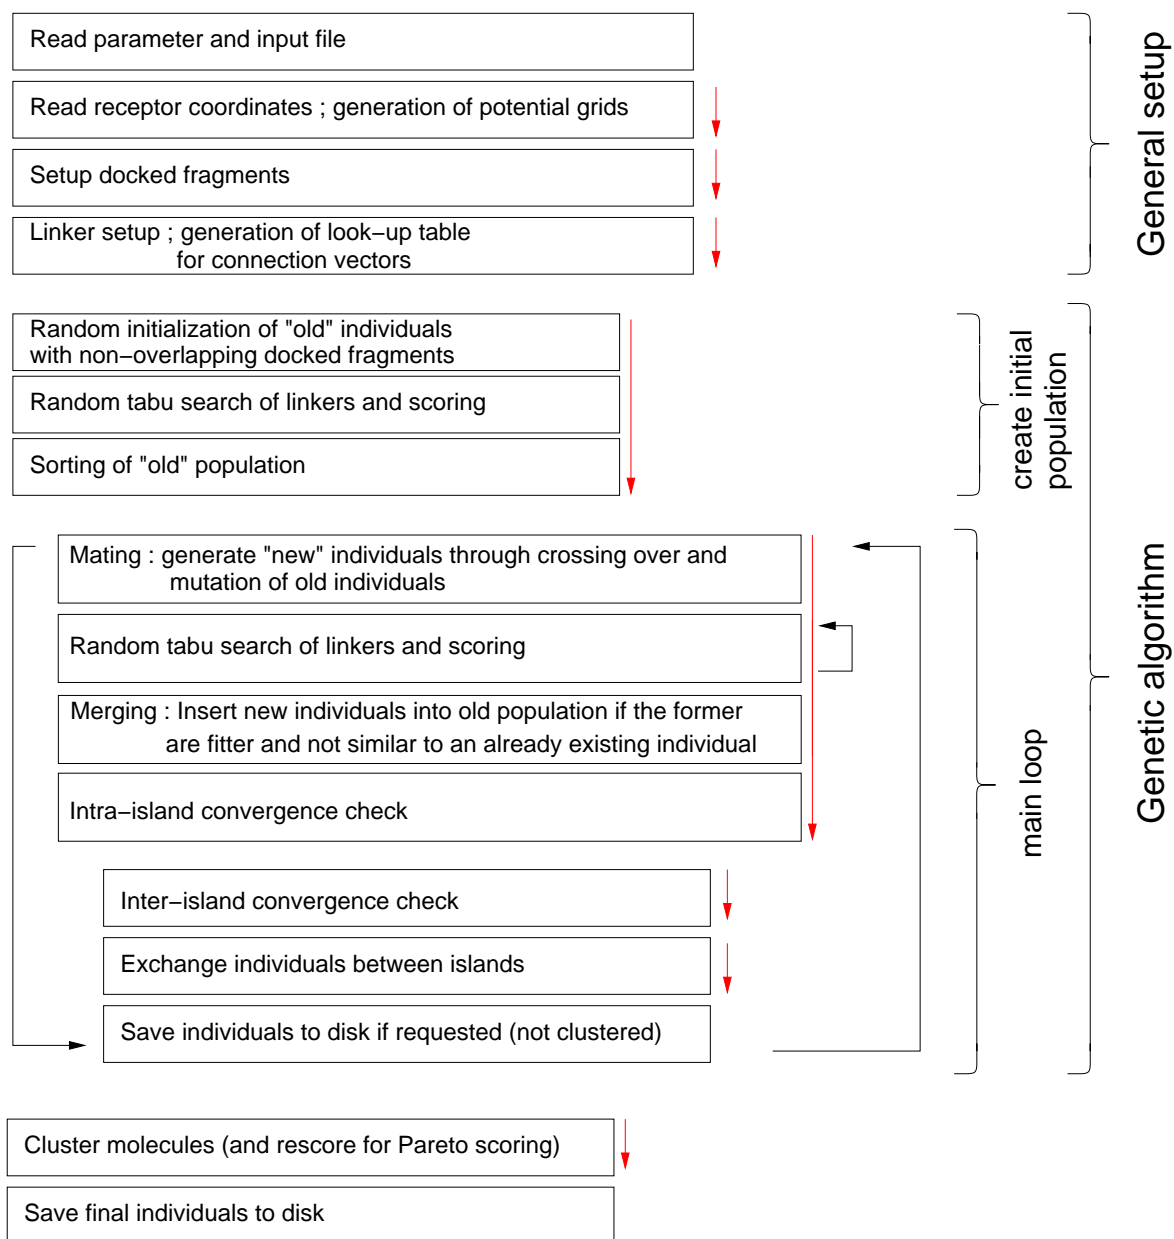 Read parameter and input file
Read receptor coordinates ; generation of potential grids
Setup docked fragments
Linker setup ; generation of look−up table
for connection vectors
General setup
Random initialization of "old" individuals
with non−overlapping docked fragments
Random tabu search of linkers and scoring
Sorting of "old" population
create initial
population
Mating : generate "new" individuals through crossing over and
mutation of old individuals
Random tabu search of linkers and scoring
Merging : Insert new individuals into old population if the former
are fitter and not similar to an already existing individual
Intra−island convergence check
Inter−island convergence check
Exchange individuals between islands
Save individuals to disk if requested (not clustered)
main loop
Genetic algorithm
Cluster molecules (and rescore for Pareto scoring)
Save final individuals to disk